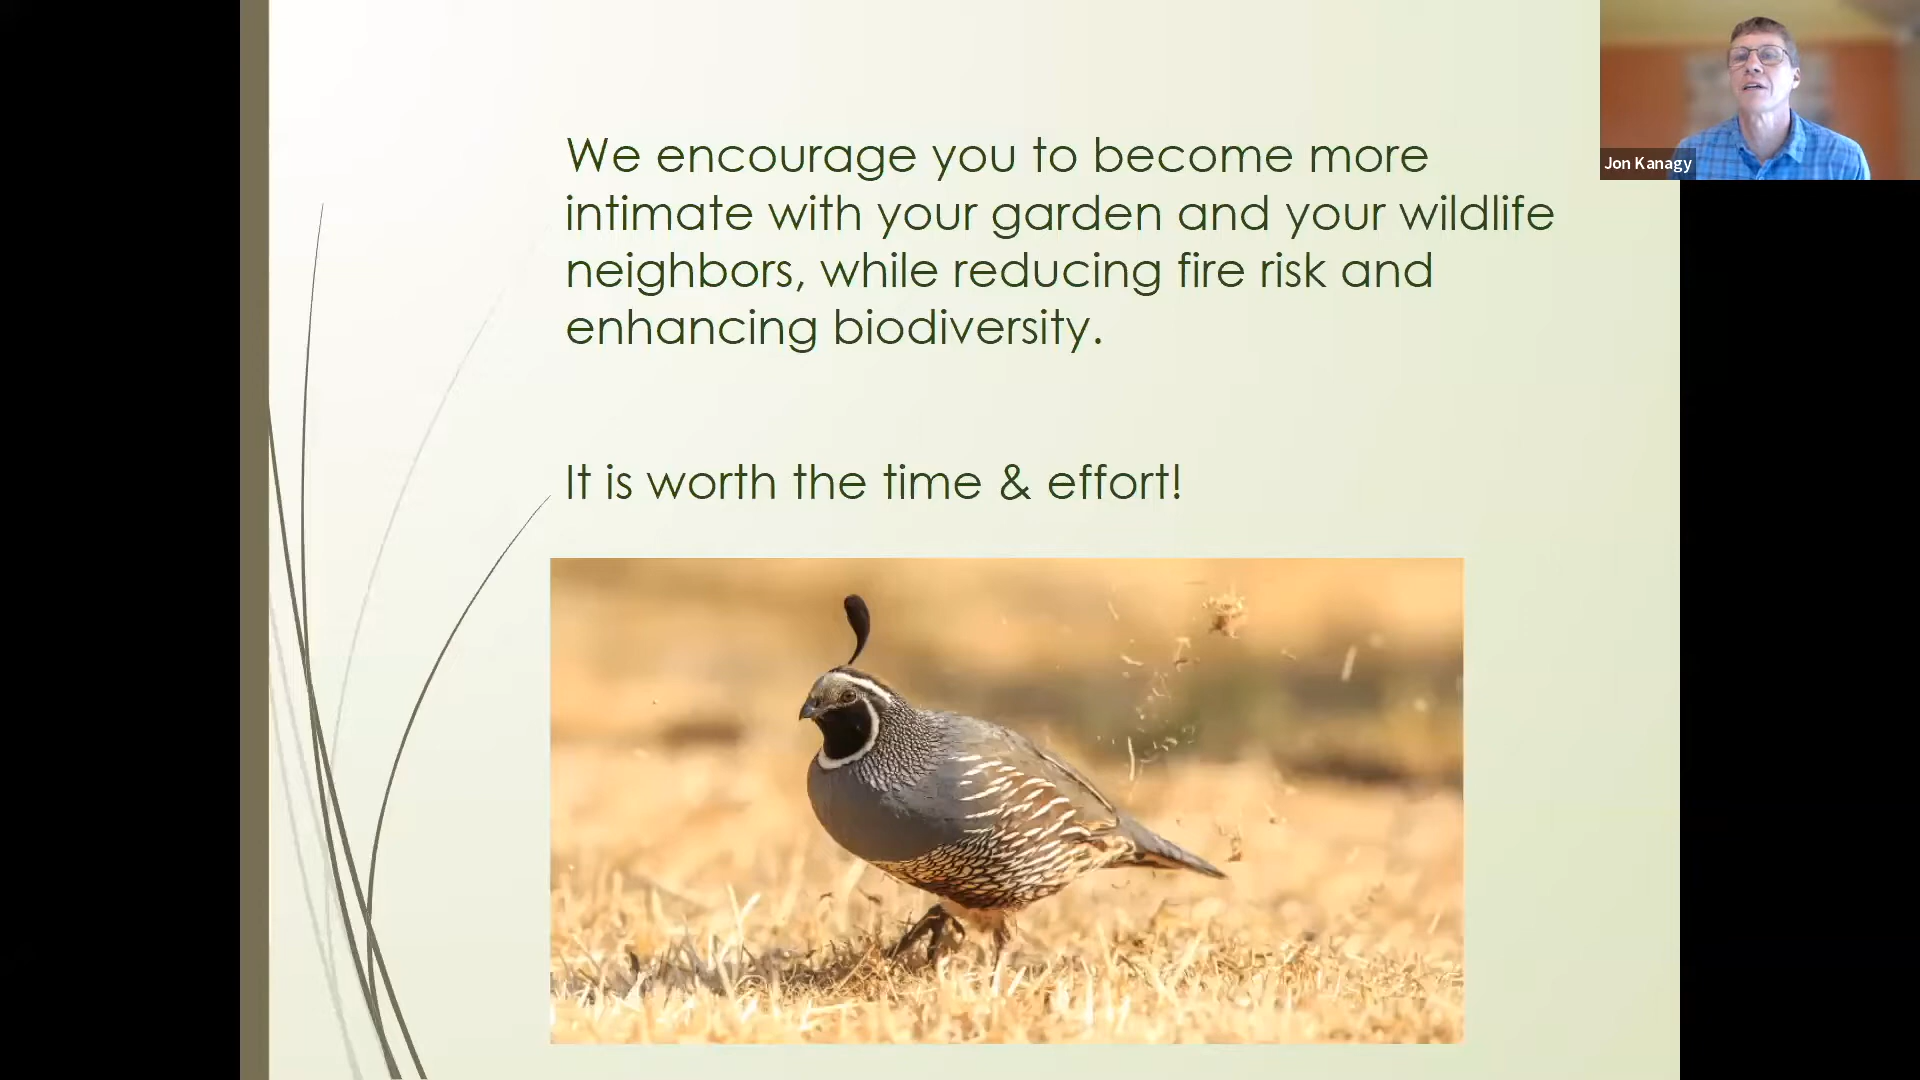 We encourage you to become more
intimate with your garden and your wildlife
neighbors, while reducing fire risk and
enhancing biodiversity.
It is worth the time & effort!
Jon Kanagy